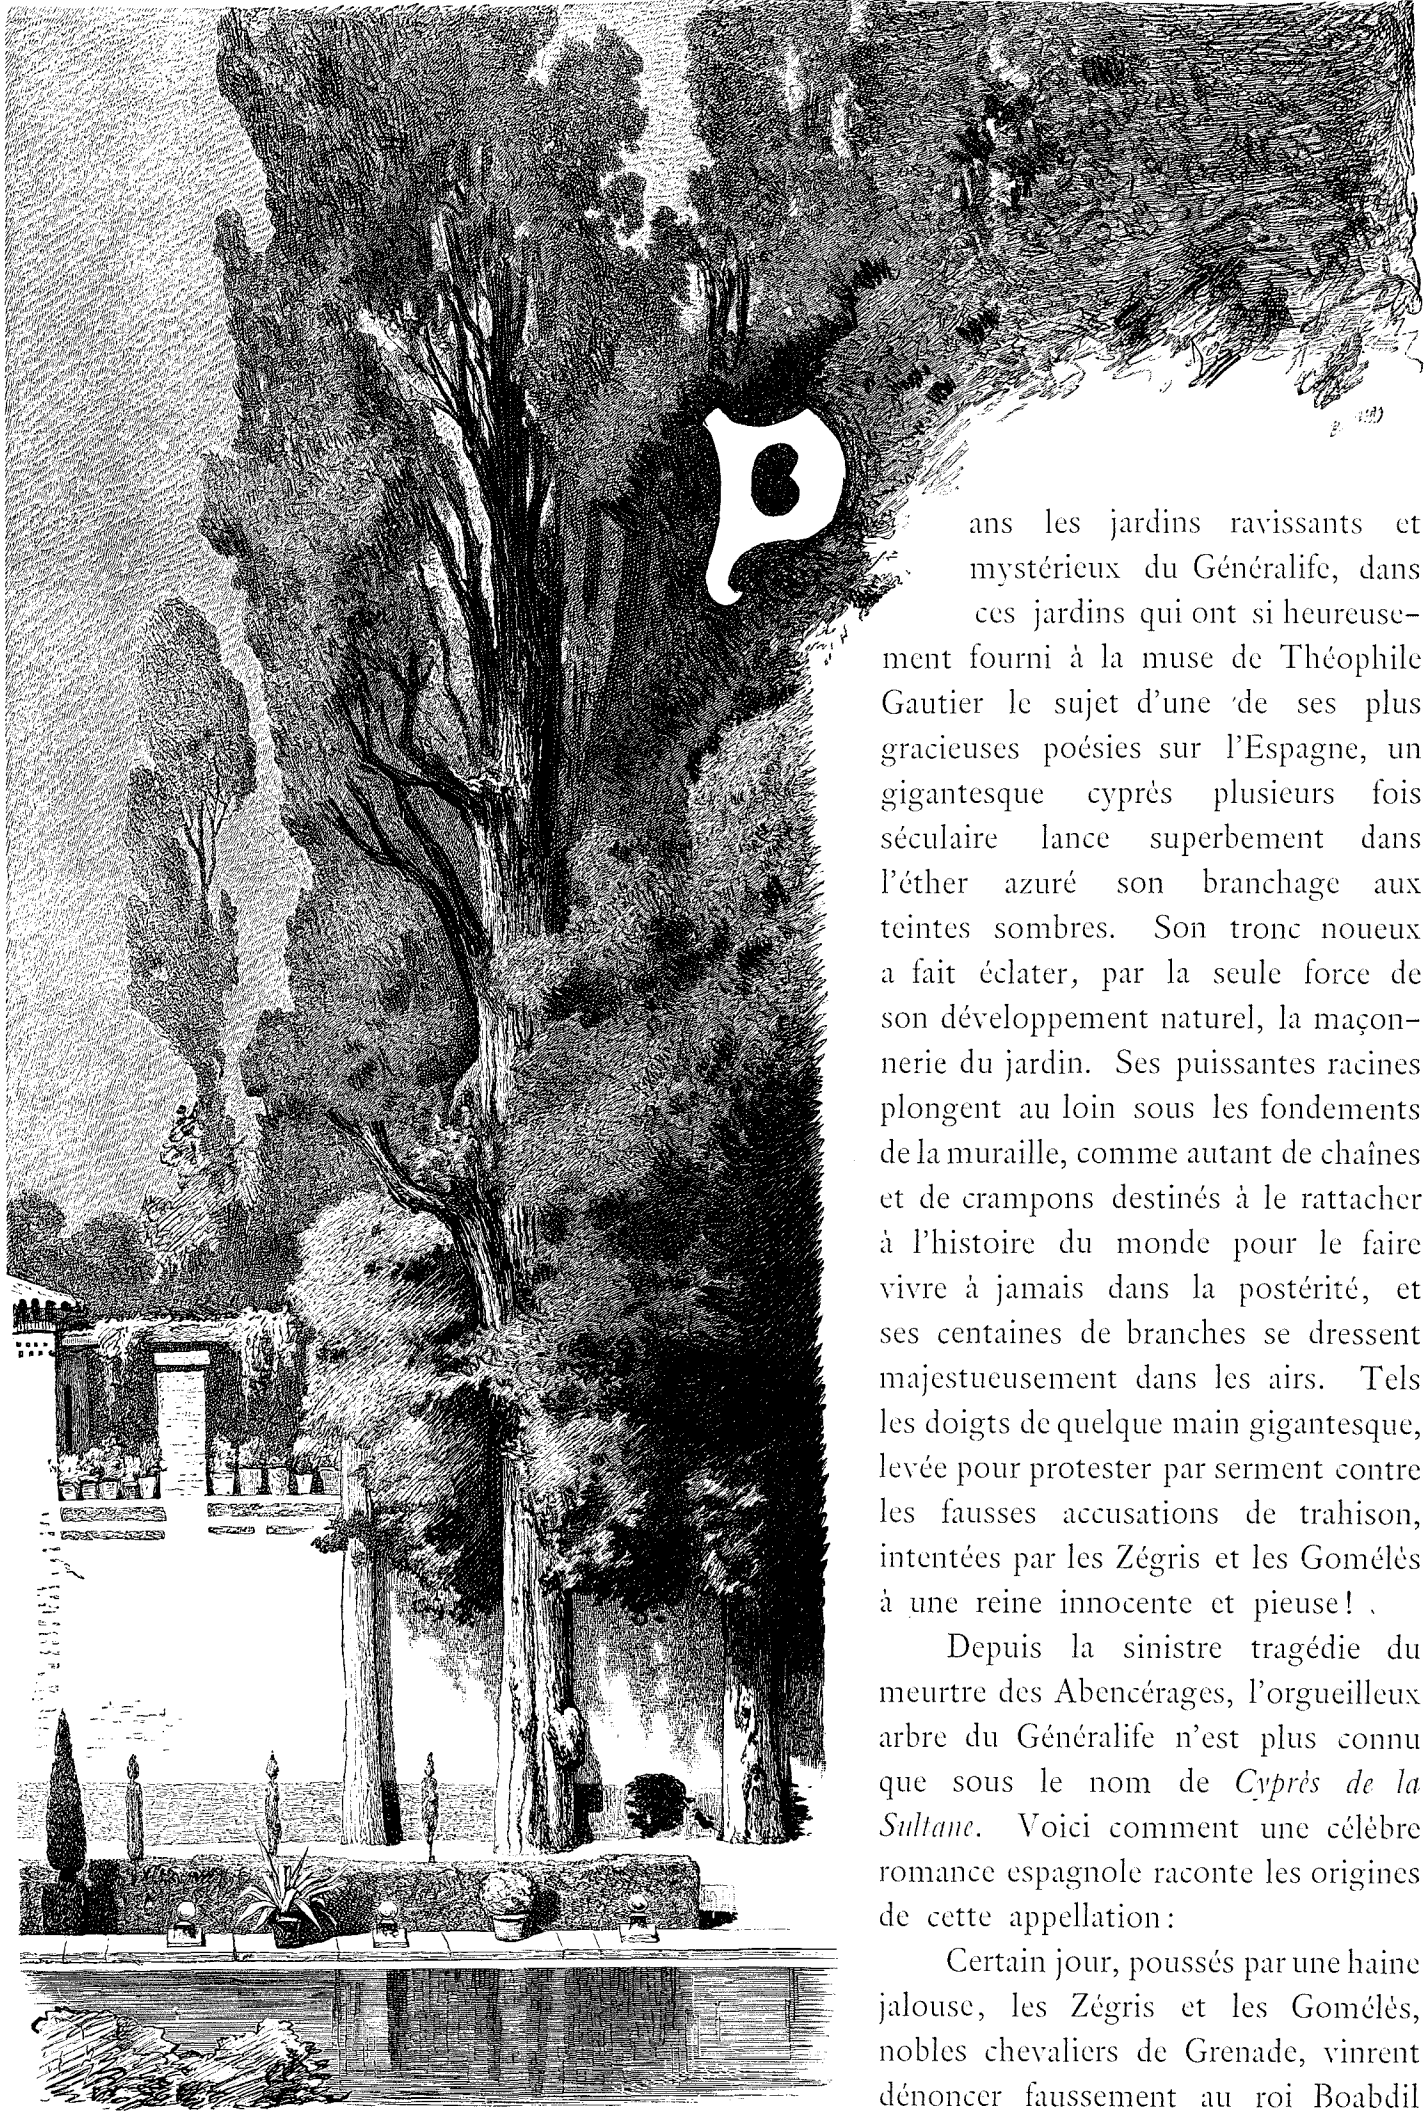 Dans les jardins ravissants et
mystérieux du Généralife, dans
ces jardins qui ont si heureuse-
ment fourni à la muse de Théophile
Gautier le sujet d'une de ses plus
gracieuses poésies sur l'Espagne, un
gigantesque cyprès plusieurs fois
séculaire lance superbement dans
l'éther azuré son branchage aux
teintes sombres. Son tronc noueux
a fait éclater, par la seule force de
son développement naturel, la maçon-
nerie du jardin. Ses puissantes racines
plongent au loin sous les fondements
de la muraille, comme autant de chaînes
et de crampons destinés à le rattacher
à l'histoire du monde pour le faire
vivre à jamais dans la postérité, et
ses centaines de branches se dressent
majestueusement dans les airs. Tels
les doigts de quelque main gigantesque,
levée pour protester par serment contre
les fausses accusations de trahison,
intentées par les Zégris et les Gomélès
à une reine innocente et pieuse!
Depuis la sinistre tragédie du
meurtre des Abencérages, l'orgueilleux
arbre du Généralife n'est plus connu
que sous le nom de Cyprès de la
Sultane. Voici comment une célèbre
romance espagnole raconte les origines
de cette appellation:
Certain jour, poussés par une haine
jalouse, les Zégris et les Gomélès,
nobles chevaliers de Grenade, vinrent
dénoncer faussement au roi Boabdil